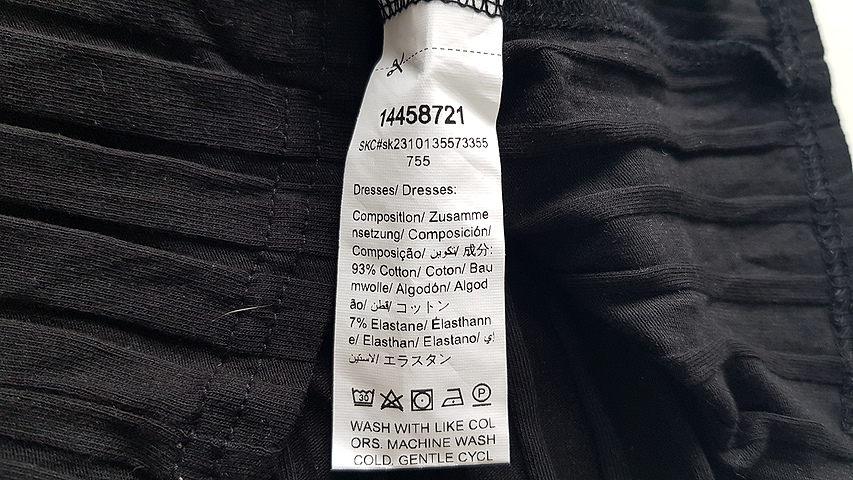 14458721
SKC#sk2310135573355
755
Dresses/ Dresses:
Composition/ Zusamme
nsetzung/ Composición/
Composição/ تكوين/ 成分:
93% Cotton/ Coton/ Bau
mwolle/ Algodón/ Algod
ão/ قطن/ コットン
7% Elastane/ Élasthann
e/ Elasthan/ Elastano/ إي
لاستين/ エラスタン
30 P
WASH WITH LIKE COL
ORS. MACHINE WASH
COLD. GENTLE CYCL